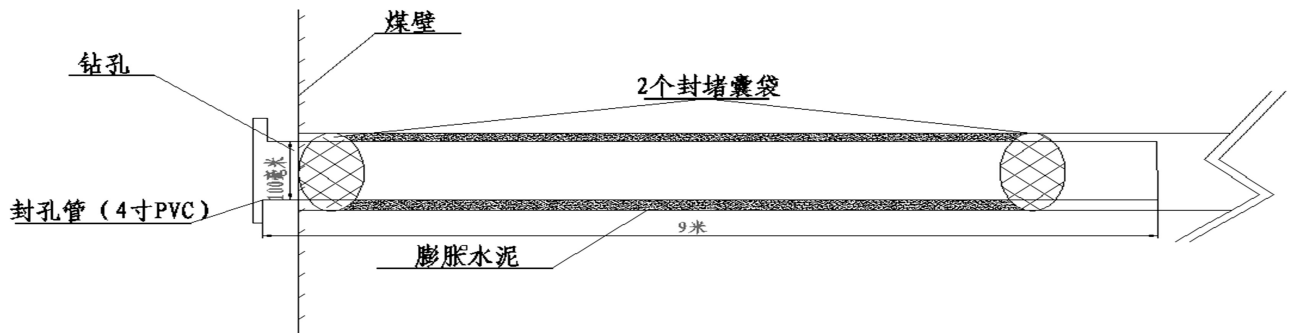 煤壁
钻孔
2个封堵囊袋
100毫米
封孔管（4寸PVC）
9米
膨胀水泥